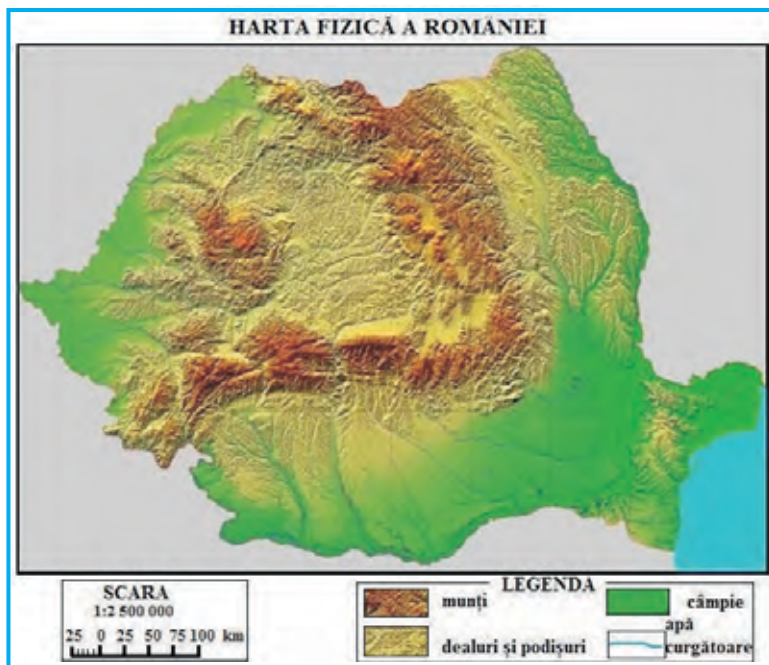 HARTA FIZICĂ A ROMÂNIEI
SCARA
1:2 500 000
25 0 25 50 75 100 km
LEGENDA
munți
câmpie
dealuri și podișuri
apă
curgătoare